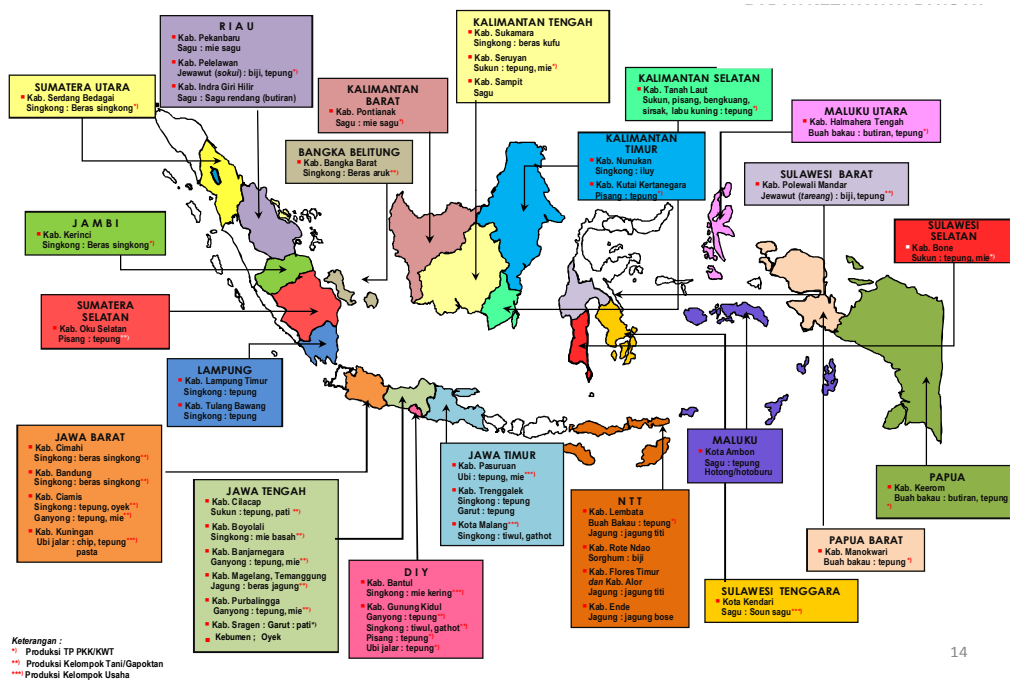 R I A U
Kab. Pekanbaru
Sagu : mie sagu
Kab. Pelelawan
Jewawut (sokui) : biji, tepung*)
Kab. Indra Giri Hilir
Sagu : Sagu rendang (butiran)
KALIMANTAN TENGAH
Kab. Sukamara
Singkong : beras kufu
Kab. Seruyan
Sukun : tepung, mie*)
Kab. Sampit
Sagu
SUMATERA UTARA
Kab. Serdang Bedagai
Singkong : Beras singkong*)
KALIMANTAN
BARAT
Kab. Pontianak
Sagu : mie sagu*)
KALIMANTAN SELATAN
Kab. Tanah Laut
Sukun, pisang, bengkuang,
sirsak, labu kuning : tepung*)
MALUKU UTARA
Kab. Halmahera Tengah
Buah bakau : butiran, tepung*)
BANGKA BELITUNG
Kab. Bangka Barat
Singkong : Beras aruk**)
KALIMANTAN
TIMUR
Kab. Nunukan
Singkong : iluy
Kab. Kutai Kertanegara
Pisang : tepung*)
SULAWESI BARAT
Kab. Polewali Mandar
Jewawut (tareang) : biji, tepung**)
J A M B I
Kab. Kerinci
Singkong : Beras singkong*)
SULAWESI
SELATAN
Kab. Bone
Sukun : tepung, mie*)
SUMATERA
SELATAN
Kab. Oku Selatan
Pisang : tepung**)
LAMPUNG
Kab. Lampung Timur
Singkong : tepung
Kab. Tulang Bawang
Singkong : tepung
JAWA BARAT
Kab. Cimahi
Singkong : beras singkong**)
Kab. Bandung
Singkong : beras singkong**)
Kab. Ciamis
Singkong : tepung, oyek**)
Ganyong : tepung, mie**)
Kab. Kuningan
Ubi jalar : chip, tepung***)
pasta
JAWA TENGAH
Kab. Cilacap
Sukun : tepung, pati **)
Kab. Boyolali
Singkong : mie basah**)
Kab. Banjarnegara
Ganyong : tepung, mie**)
Kab. Magelang, Temanggung
Jagung : beras jagung**)
Kab. Purbalingga
Ganyong : tepung, mie**)
Kab. Sragen : Garut : pati*)
Kebumen ; Oyek
D I Y
Kab. Bantul
Singkong : mie kering***)
Kab. Gunung Kidul
Ganyong : tepung**)
Singkong : tiwul, gathot**)
Pisang : tepung*)
Ubi jalar : tepung*)
JAWA TIMUR
Kab. Pasuruan
Ubi : tepung, mie***)
Kab. Trenggalek
Singkong : tepung
Garut : tepung
Kota Malang***)
Singkong : tiwul, gathot
N T T
Kab. Lembata
Buah Bakau : tepung*)
Jagung : jagung titi
Kab. Rote Ndao
Sorghum : biji
Kab. Flores Timur
dan Kab. Alor
Jagung : jagung titi
Kab. Ende
Jagung : jagung bose
MALUKU
Kota Ambon
Sagu : tepung
Hotong/hotoburu
SULAWESI TENGGARA
Kota Kendari
Sagu : Soun sagu***)
PAPUA BARAT
Kab. Manokwari
Buah bakau : tepung*)
PAPUA
Kab. Keerom
Buah bakau : butiran, tepung
*)
Keterangan :
*) Produksi TP PKK/KWT
**) Produksi Kelompok Tani/Gapoktan
***) Produksi Kelompok Usaha
14